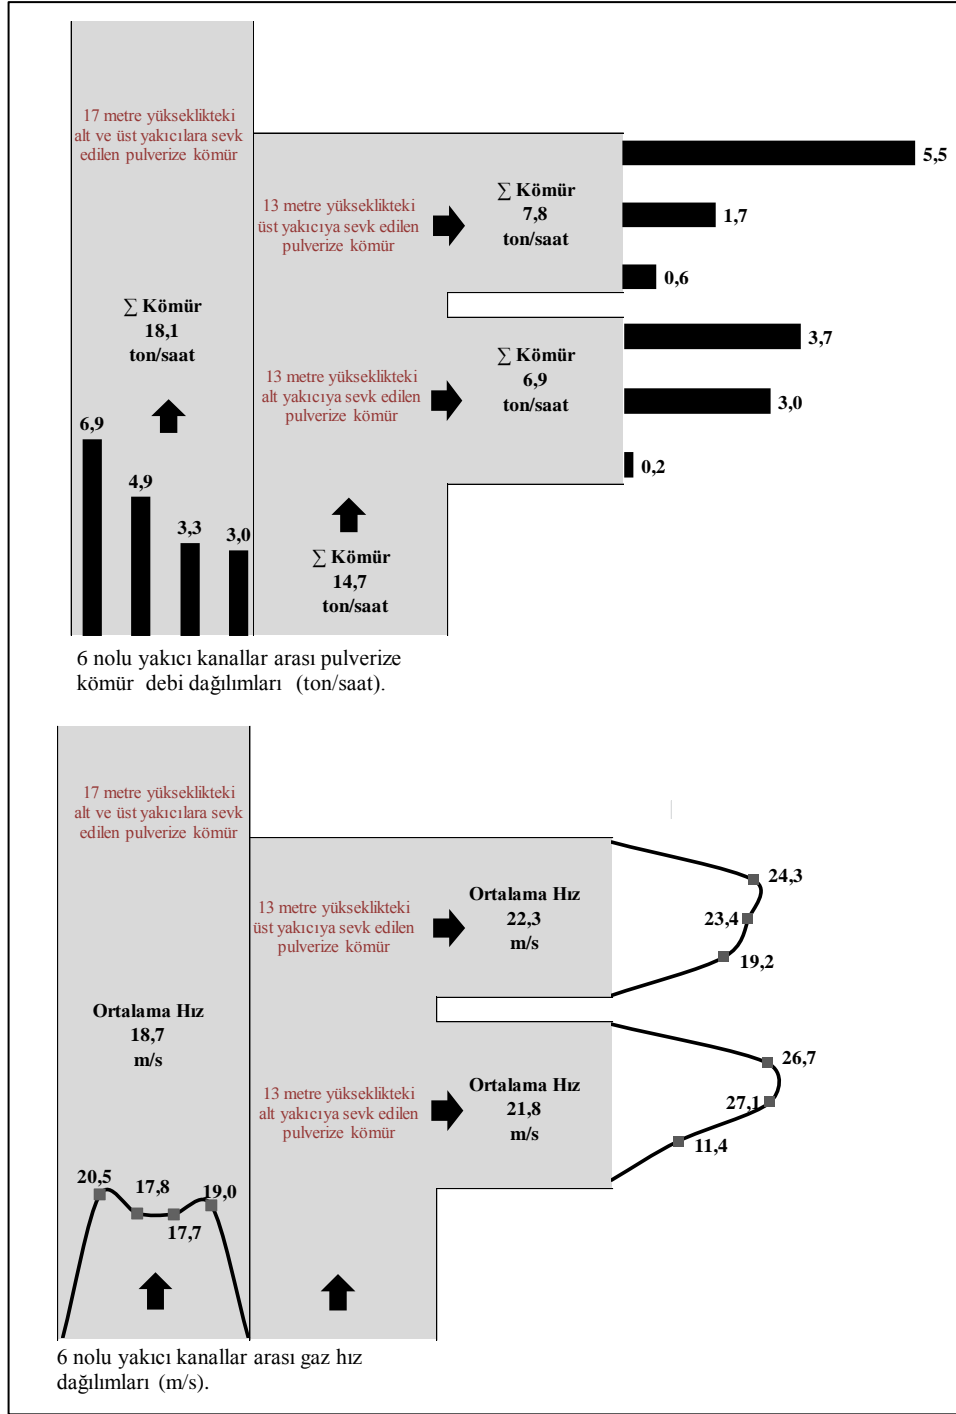 17 metre yükseklikteki
alt ve üst yakıcılara sevk
edilen pulverize kömür
∑ Kömür
18,1
ton/saat
6,9
4,9
3,3
3,0
13 metre yükseklikteki
üst yakıcıya sevk edilen
pulverize kömür
∑ Kömür
7,8
ton/saat
5,5
1,7
0,6
13 metre yükseklikteki
alt yakıcıya sevk edilen
pulverize kömür
∑ Kömür
6,9
ton/saat
3,7
3,0
0,2
∑ Kömür
14,7
ton/saat
6 nolu yakıcı kanallar arası pulverize
kömür debi dağılımları (ton/saat).
17 metre yükseklikteki
alt ve üst yakıcılara sevk
edilen pulverize kömür
Ortalama Hız
18,7
m/s
20,5
17,8
17,7
19,0
13 metre yükseklikteki
üst yakıcıya sevk edilen
pulverize kömür
Ortalama Hız
22,3
m/s
24,3
23,4
19,2
13 metre yükseklikteki
alt yakıcıya sevk edilen
pulverize kömür
Ortalama Hız
21,8
m/s
26,7
27,1
11,4
6 nolu yakıcı kanallar arası gaz hız
dağılımları (m/s).